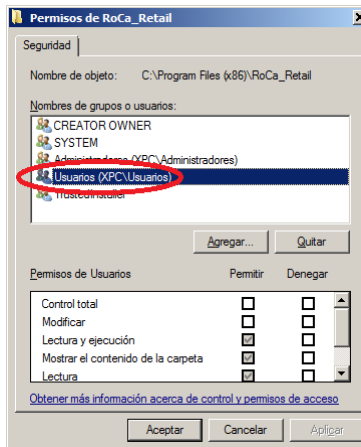 Permisos de RoCa_Retail
Seguridad
Nombre de objeto: C:\Program Files (x86)\RoCa_Retail
Nombres de grupos o usuarios:
CREATOR OWNER
SYSTEM
Administradores (XPC\Administradores)
Usuarios (XPC\Usuarios)
TrustedInstaller
Agregar... Quitar
Permisos de Usuarios Permitir Denegar
Control total
Modificar
Lectura y ejecución
Mostrar el contenido de la carpeta
Lectura
Obtener más información acerca de control y permisos de acceso
Aceptar Cancelar Aplicar